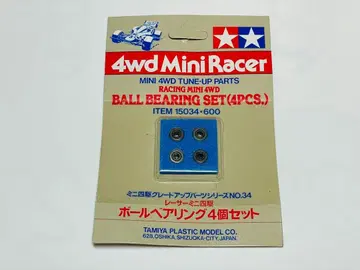 4wd Mini Racer
MINI 4WD TUNE-UP PARTS
RACING MINI 4WD
BALL BEARING SET(4PCS.)
ITEM 15034・600
ミニ四駆グレードアップパーツシリーズNO.34
レーサーミニ四駆
ボールベアリング4個セット
TAMIYA PLASTIC MODEL CO.
628,OSHIKA,SHIZUOKA-CITY,JAPAN.